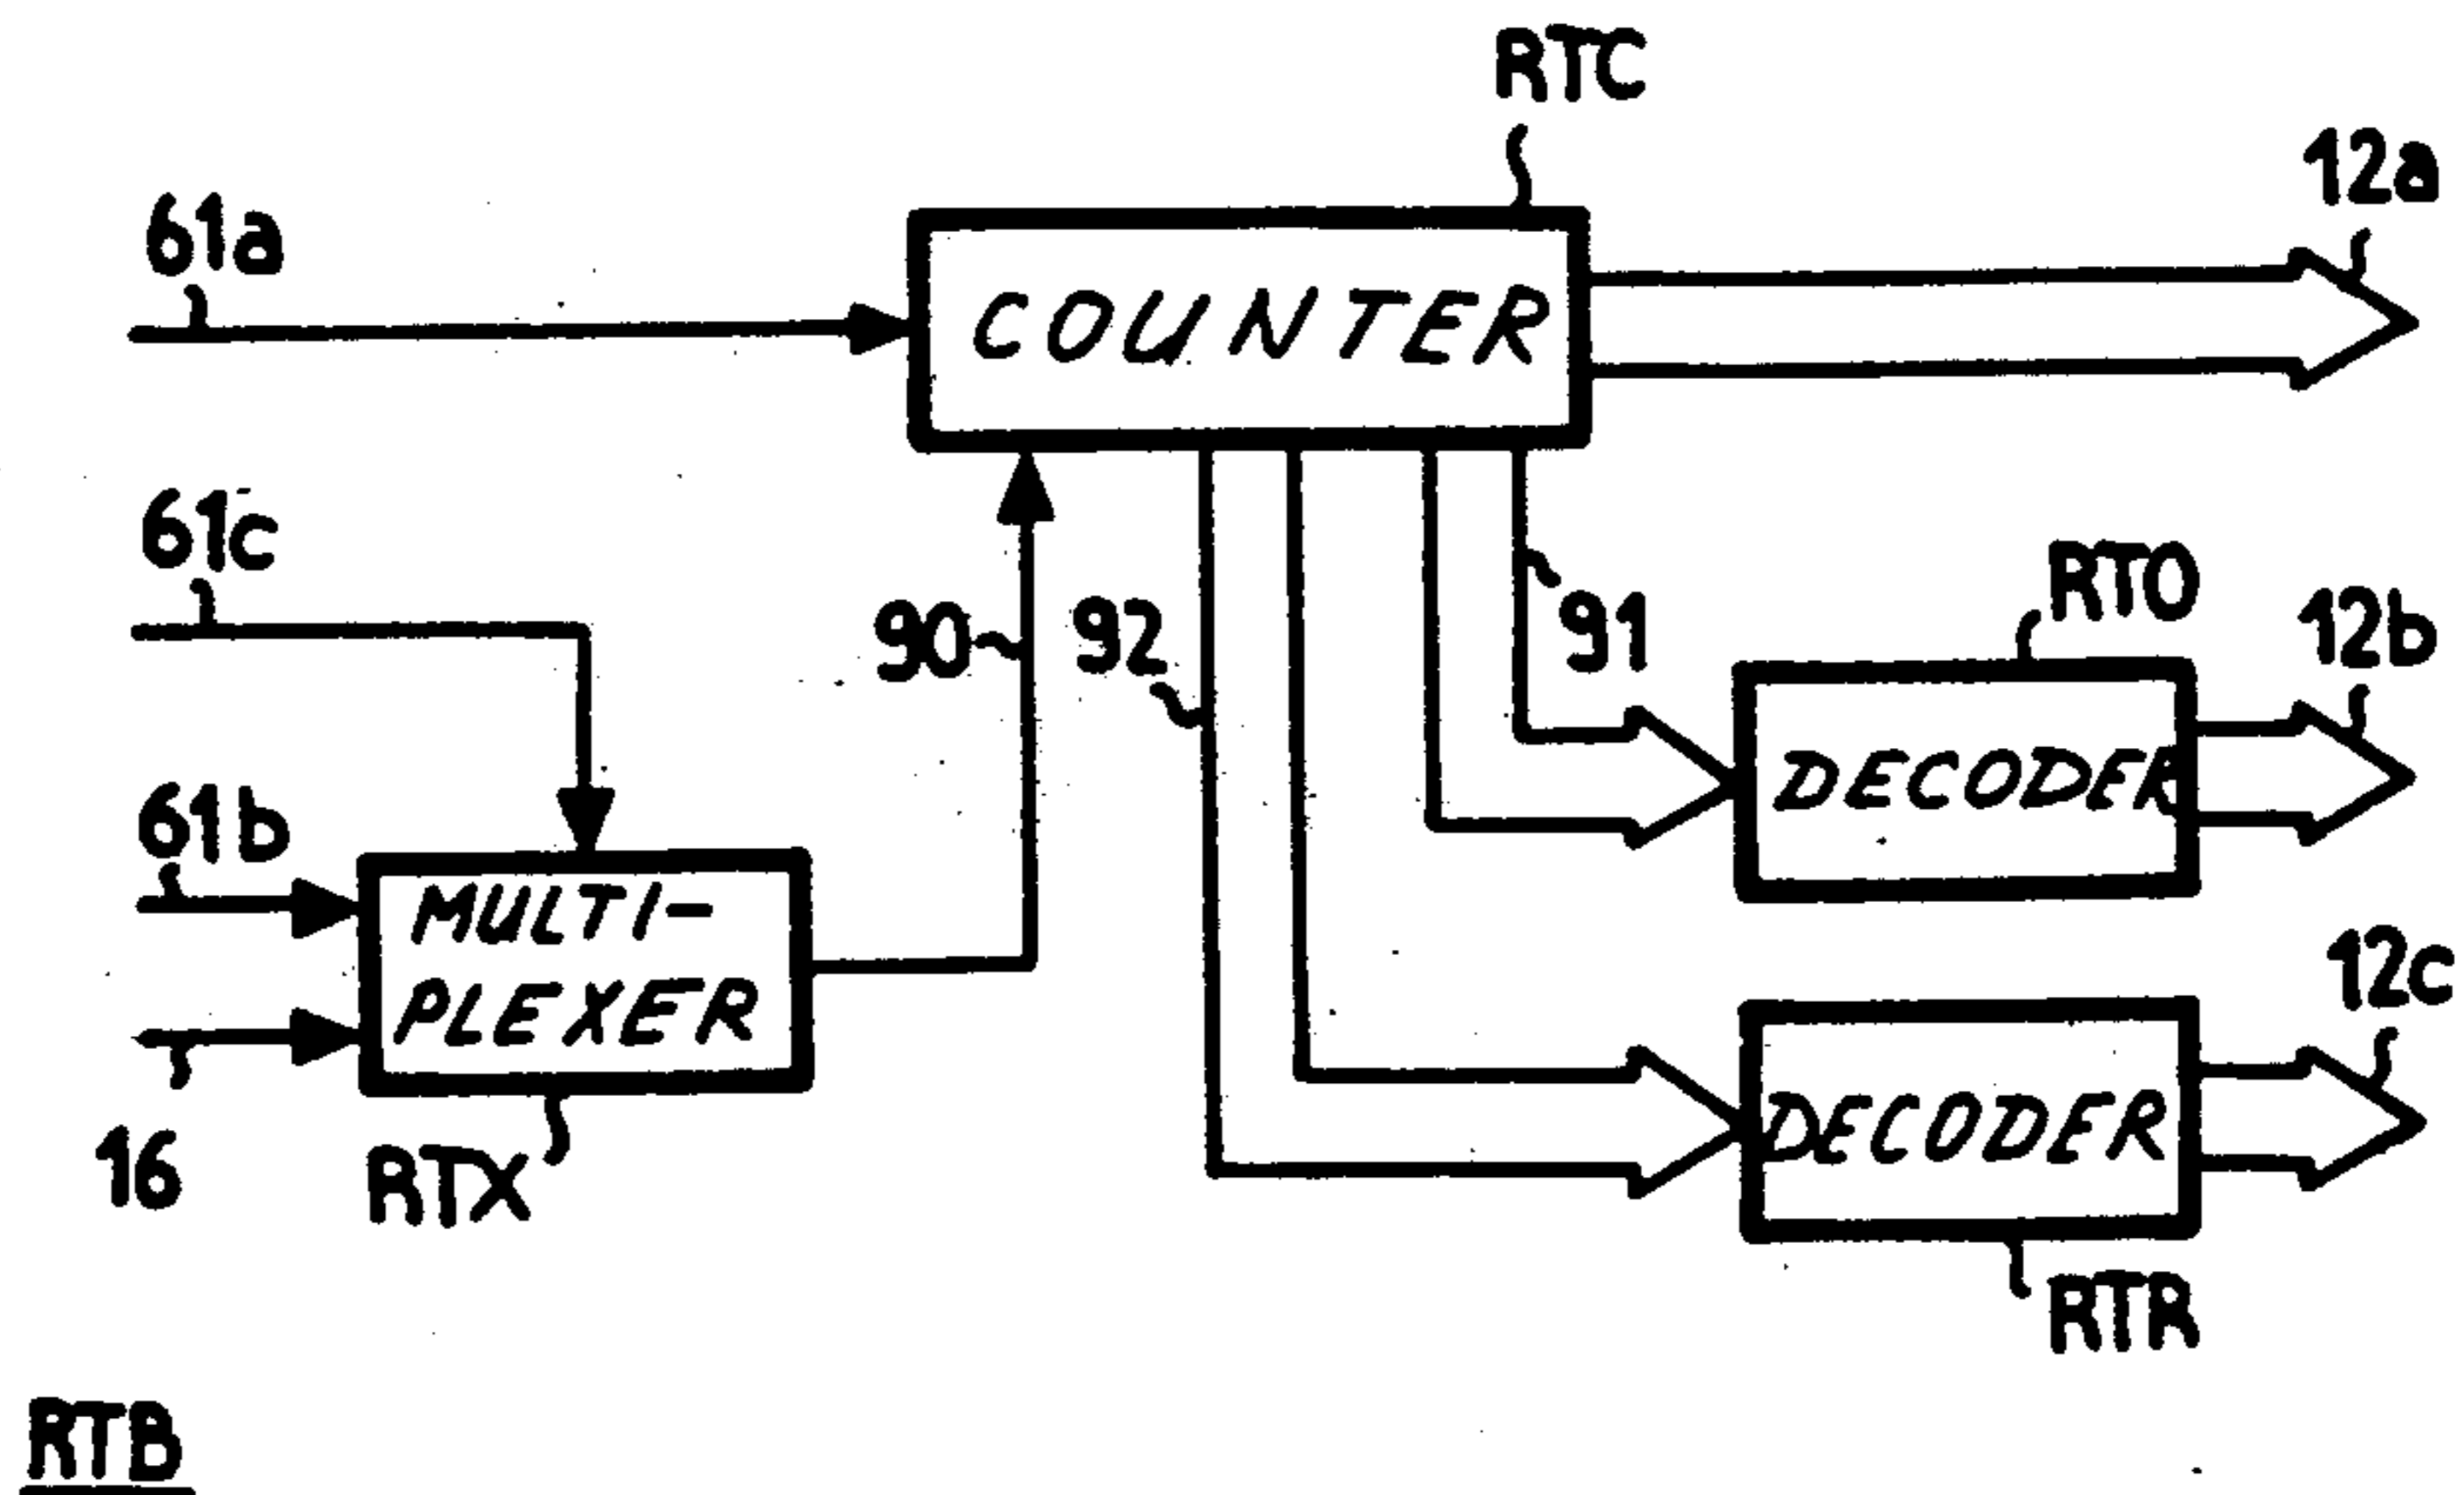 RTC
12a
61a
COUNTER
61c
RTO
90
92
91
12b
61b
DECODER
MULTI-
PLEXER
12c
DECODER
16
RTX
RTR
RTB